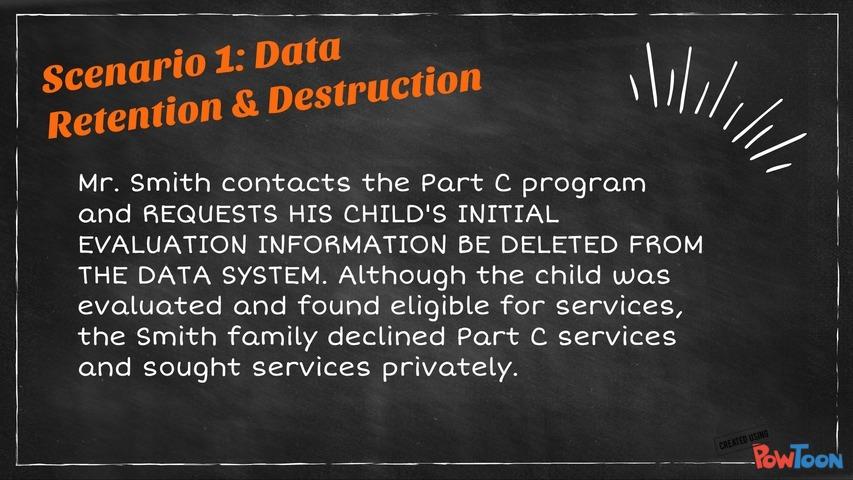 Scenario 1: Data
Retention & Destruction
Mr. Smith contacts the Part C program
and REQUESTS HIS CHILD'S INITIAL
EVALUATION INFORMATION BE DELETED FROM
THE DATA SYSTEM. Although the child was
evaluated and found eligible for services,
the Smith family declined Part C services
and sought services privately.
CREATED USING
POWTOON